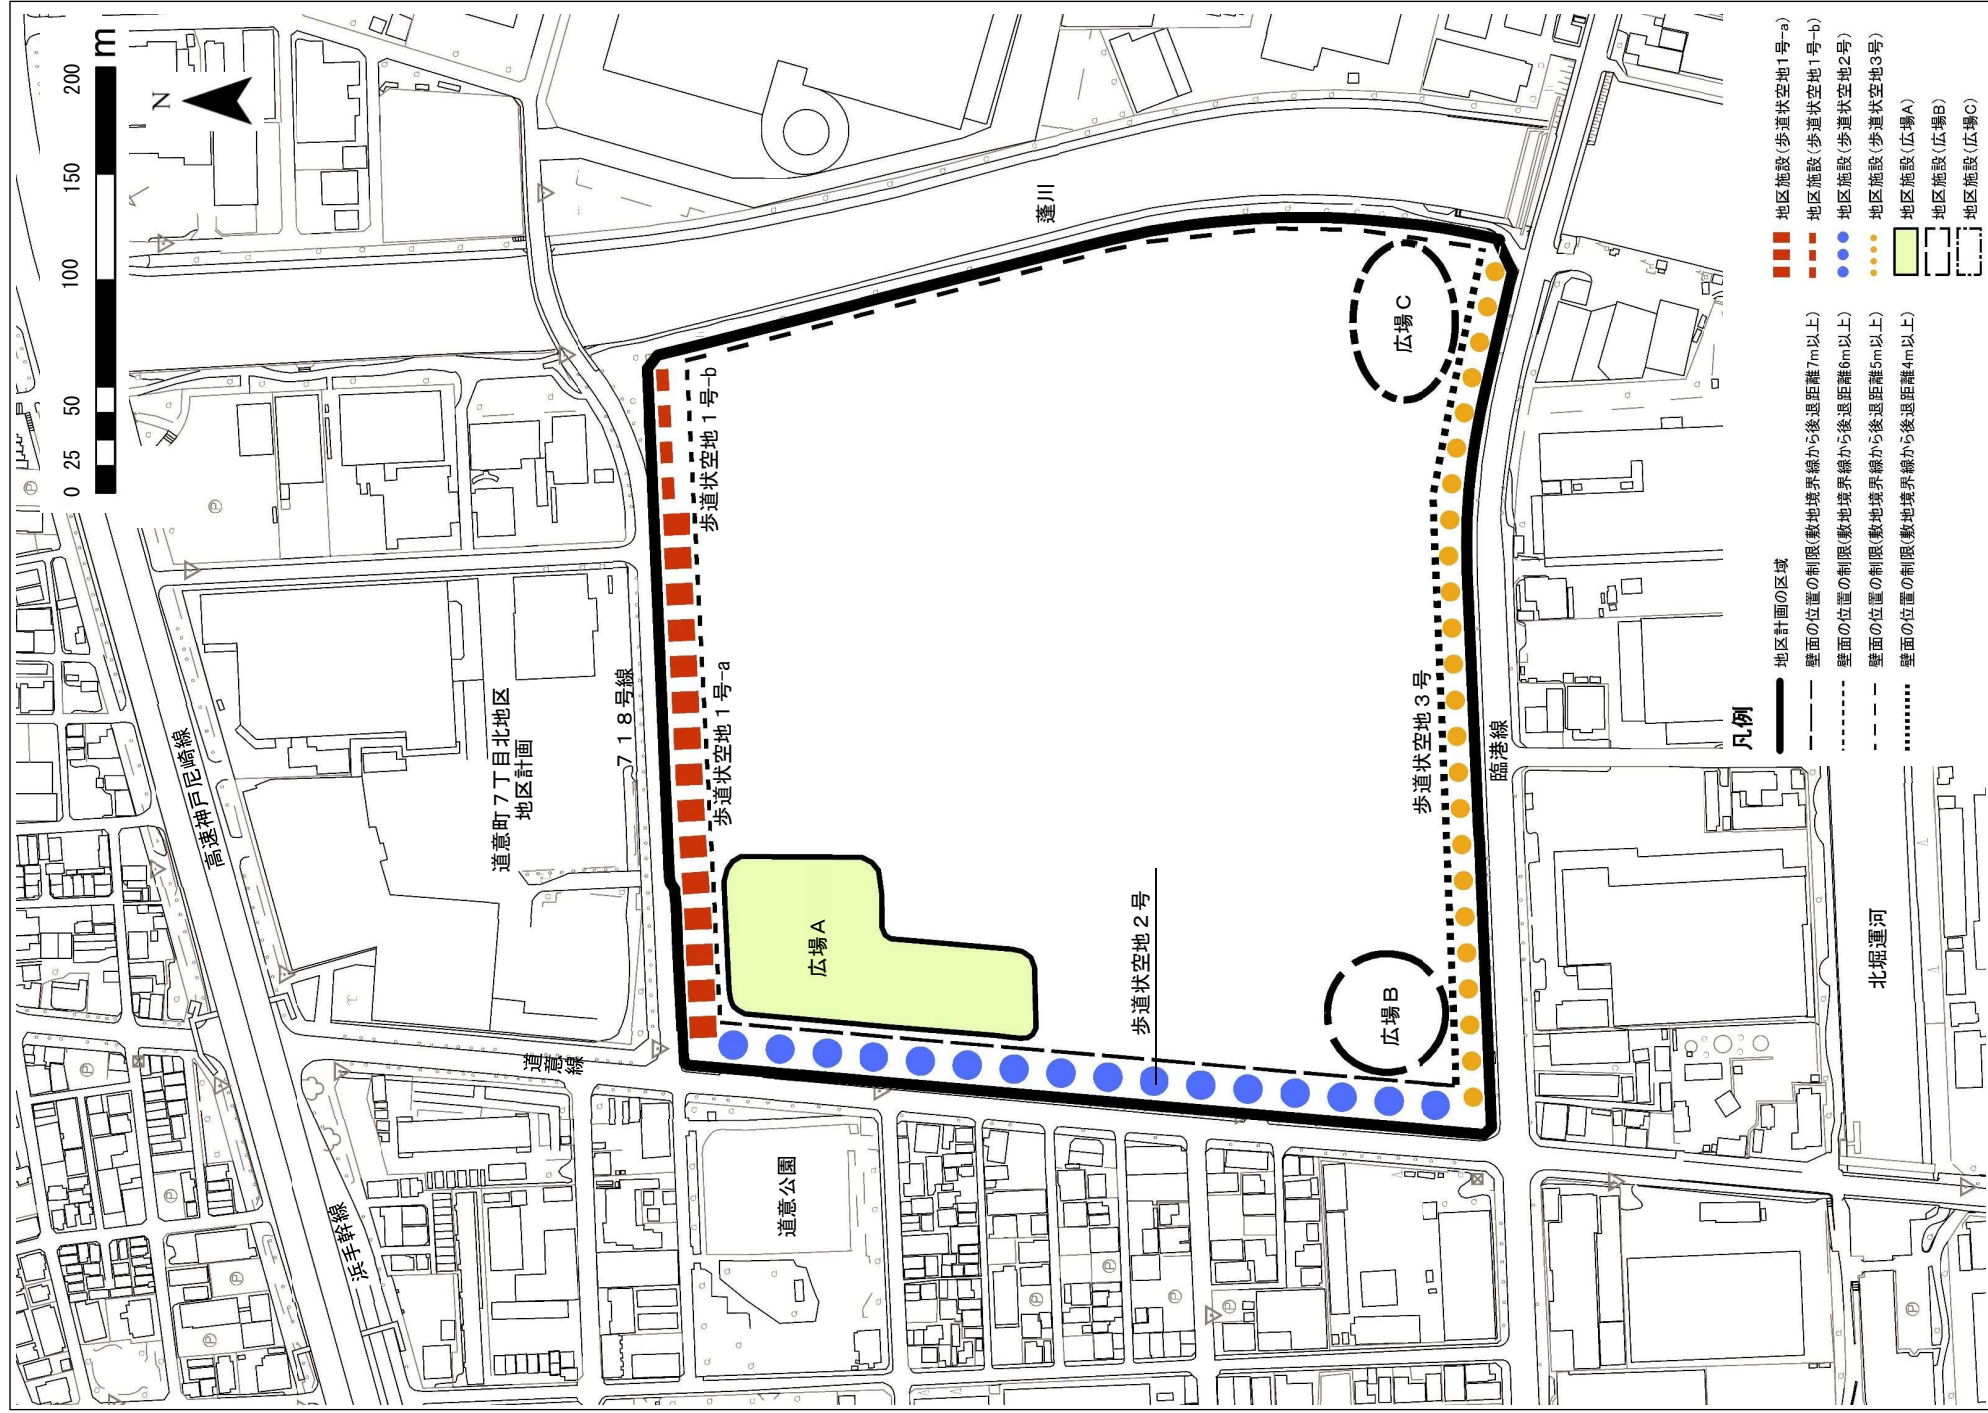 0 25 50 100 150 200 m
N
高速神戸尼崎線
浜手幹線
道意町7丁目北地区
地区計画
718号線
道意線
蓬川
歩道状空地1号-a
歩道状空地1号-b
広場A
道意公園
歩道状空地2号
広場B
広場C
歩道状空地3号
臨港線
北堀運河
凡例
地区計画の区域
壁面の位置の制限(敷地境界線から後退距離7m以上)
壁面の位置の制限(敷地境界線から後退距離6m以上)
壁面の位置の制限(敷地境界線から後退距離5m以上)
壁面の位置の制限(敷地境界線から後退距離4m以上)
地区施設(歩道状空地1号-a)
地区施設(歩道状空地1号-b)
地区施設(歩道状空地2号)
地区施設(歩道状空地3号)
地区施設(広場A)
地区施設(広場B)
地区施設(広場C)